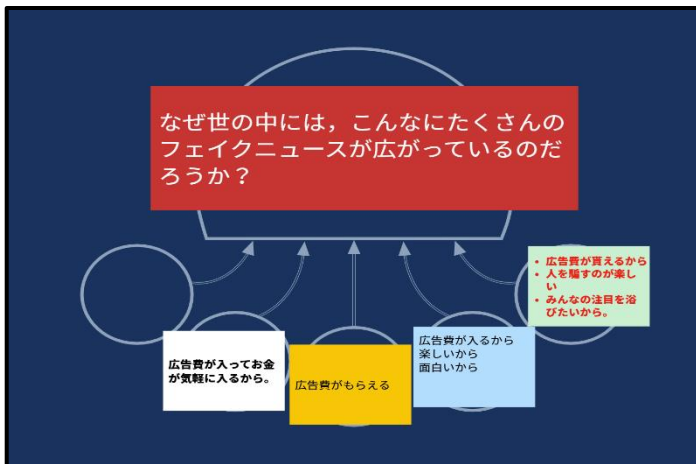 なぜ世の中には，こんなにたくさんの
フェイクニュースが広がっているのだ
ろうか？
広告費が入ってお金
が気軽に入るから。
広告費がもらえる
広告費が入るから
楽しいから
面白いから
• 広告費が貰えるから
• 人を騙すのが楽し
い
• みんなの注目を浴
びたいから。